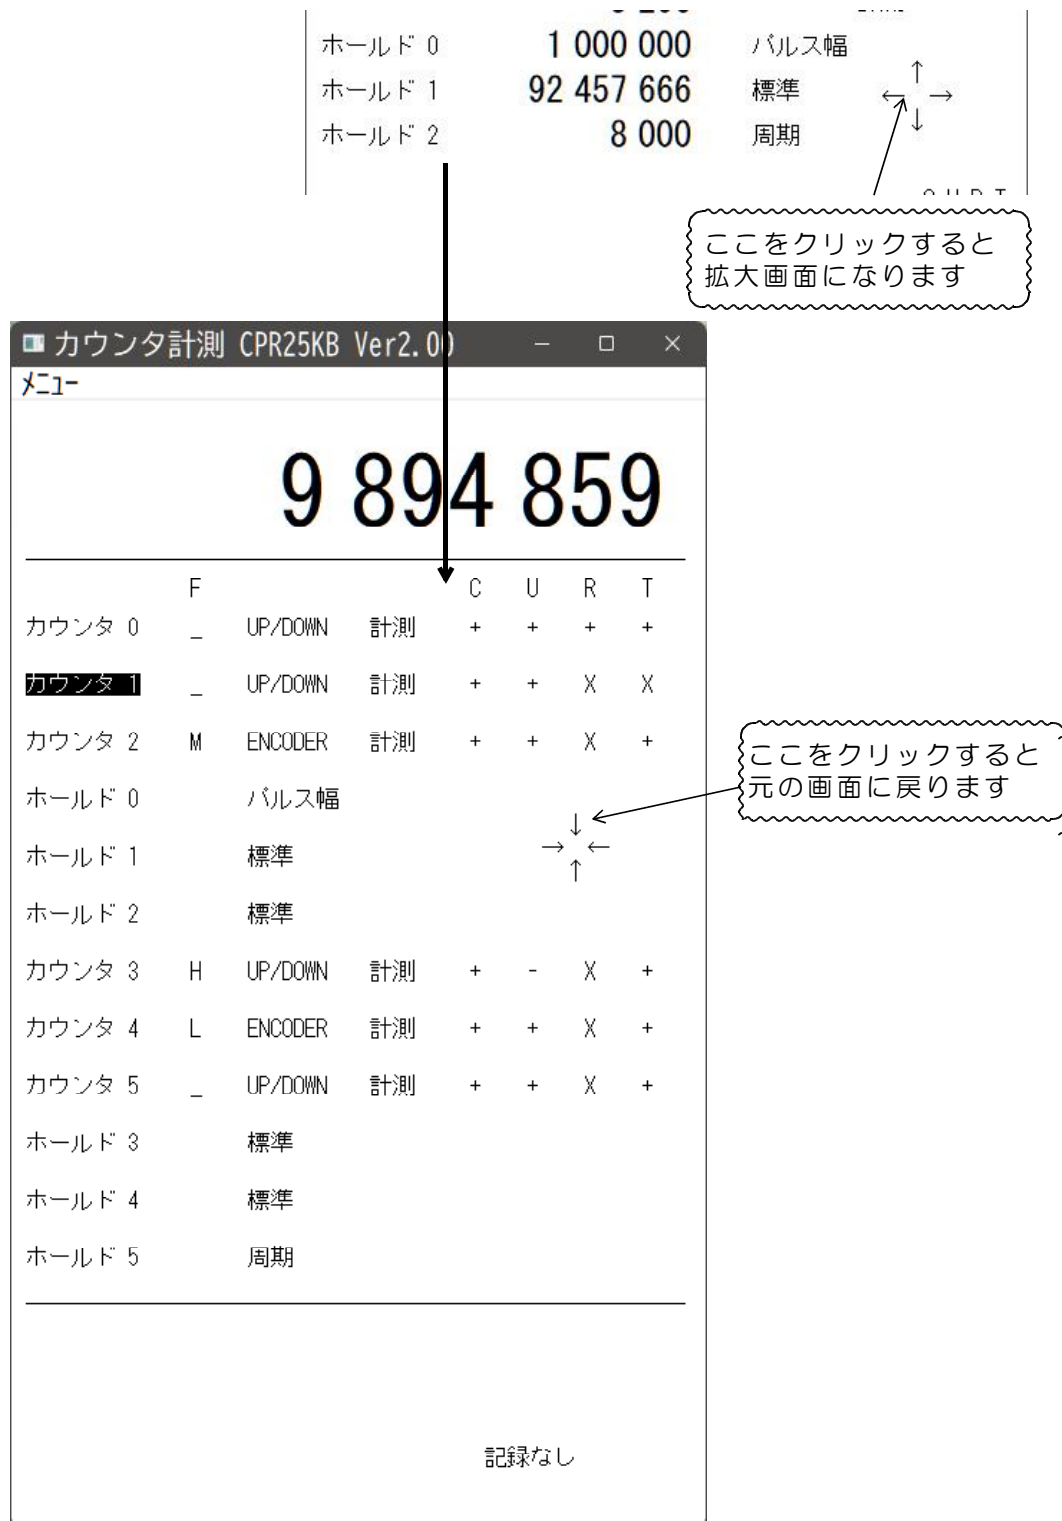 ホールド 0 1 000 000 パルス幅
↑
ホールド 1 92 457 666 標準 ← →
ホールド 2 8 000 周期 ↓
ここをクリックすると
拡大画面になります
カウンタ計測 CPR25KB Ver2.00
メニュー
9 894 859
F C U R T
カウンタ 0 _ UP/DOWN 計測 + + + +
カウンタ 1 _ UP/DOWN 計測 + + X X
カウンタ 2 M ENCODER 計測 + + X +
ここをクリックすると
元の画面に戻ります
ホールド 0 パルス幅
↓
→ ←
ホールド 1 標準
↑
ホールド 2 標準
カウンタ 3 H UP/DOWN 計測 + - X +
カウンタ 4 L ENCODER 計測 + + X +
カウンタ 5 _ UP/DOWN 計測 + + X +
ホールド 3 標準
ホールド 4 標準
ホールド 5 周期
記録なし